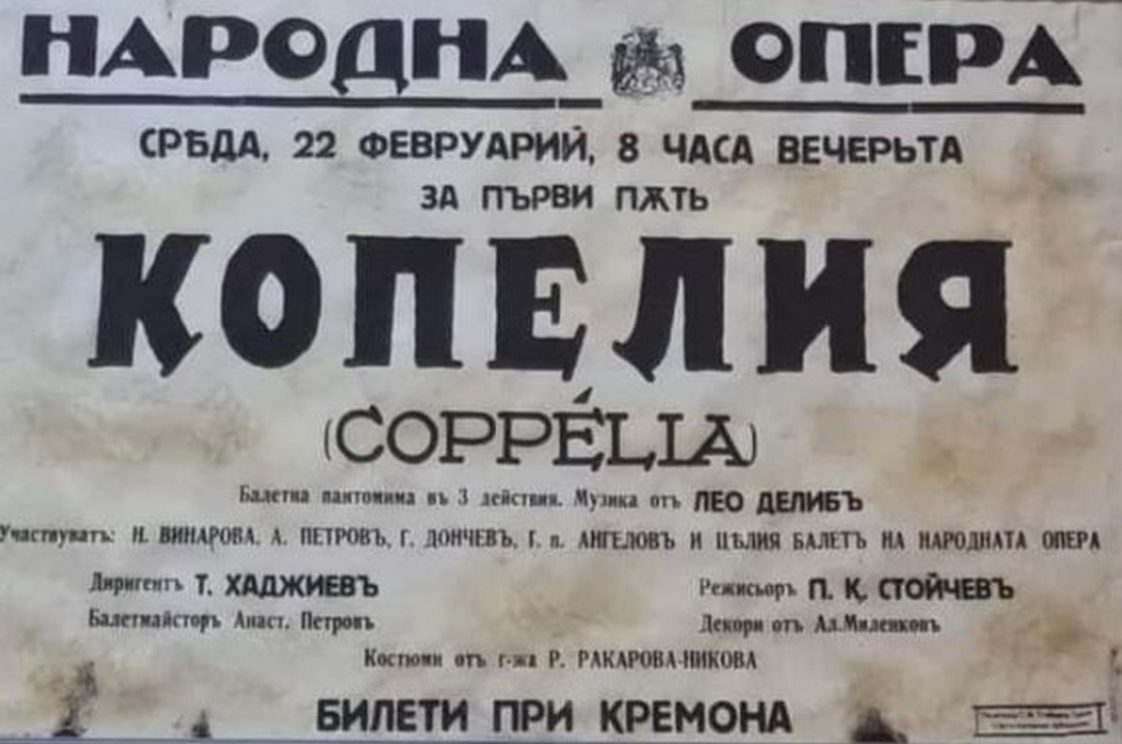 НАРОДНА ОПЕРА
СРѢДА, 22 ФЕВРУАРИЙ, 8 ЧАСА ВЕЧЕРЬТА
ЗА ПЪРВИ ПѪТЬ
КОПЕЛИЯ
(COPPÉLIA)
Балетна пантомима въ 3 действия. Музика отъ ЛЕО ДЕЛИБЪ
Участвуватъ: Н. ВИНАРОВА, А. ПЕТРОВЪ, Г. ДОНЧЕВЪ, Г. п. АНГЕЛОВЪ И ЦѢЛИЯ БАЛЕТЪ НА НАРОДНАТА ОПЕРА
Диригентъ Т. ХАДЖИЕВЪ Режисьоръ П. К. СТОЙЧЕВЪ
Балетмайсторъ Анаст. Петровъ Декори отъ Ал.Миленковъ
Костюми отъ г-жа Р. РАКАРОВА-НИКОВА
БИЛЕТИ ПРИ КРЕМОНА